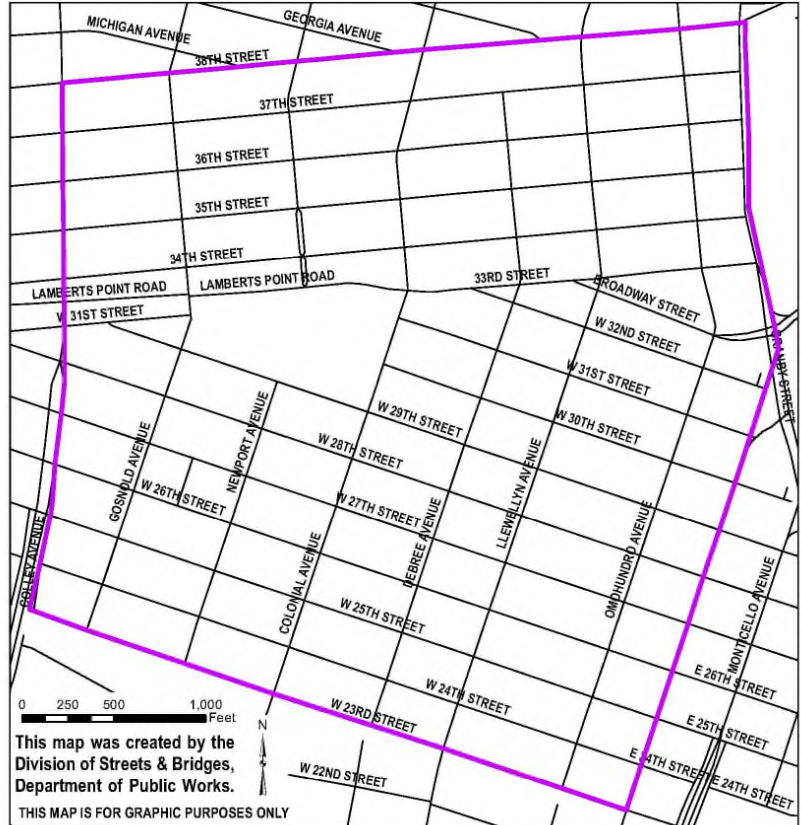 GEORGIA AVENUE
MICHIGAN AVENUE
38TH STREET
37TH STREET
36TH STREET
35TH STREET
34TH STREET
LAMBERTS POINT ROAD
LAMBERTS POINT ROAD
33RD STREET
BROADWAY STREET
W 31ST STREET
W 32ND STREET
GRANBY STREET
W 31ST STREET
W 29TH STREET
W 30TH STREET
NEWPORT AVENUE
GOSNOLD AVENUE
W 28TH STREET
W 26TH STREET
W 27TH STREET
LLEWELLYN AVENUE
DEBREE AVENUE
OMOHUNDRO AVENUE
COLLEY AVENUE
COLONIAL AVENUE
W 25TH STREET
MONTICELLO AVENUE
E 26TH STREET
W 24TH STREET
W 23RD STREET
E 25TH STREET
E 24TH STREET
E 24TH STREET
0 250 500 1,000
Feet
N
This map was created by the
Division of Streets & Bridges,
Department of Public Works.
W 22ND STREET
THIS MAP IS FOR GRAPHIC PURPOSES ONLY